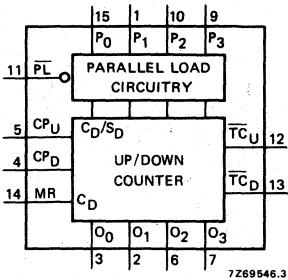 15 1 10 9
P0 P1 P2 P3
11 PL
PARALLEL LOAD
CIRCUITRY
5 CPU
CD/SD
TCU 12
4 CPD
UP/DOWN
COUNTER
TCD 13
14 MR
CD
O0 O1 O2 O3
3 2 6 7
7Z69546.3